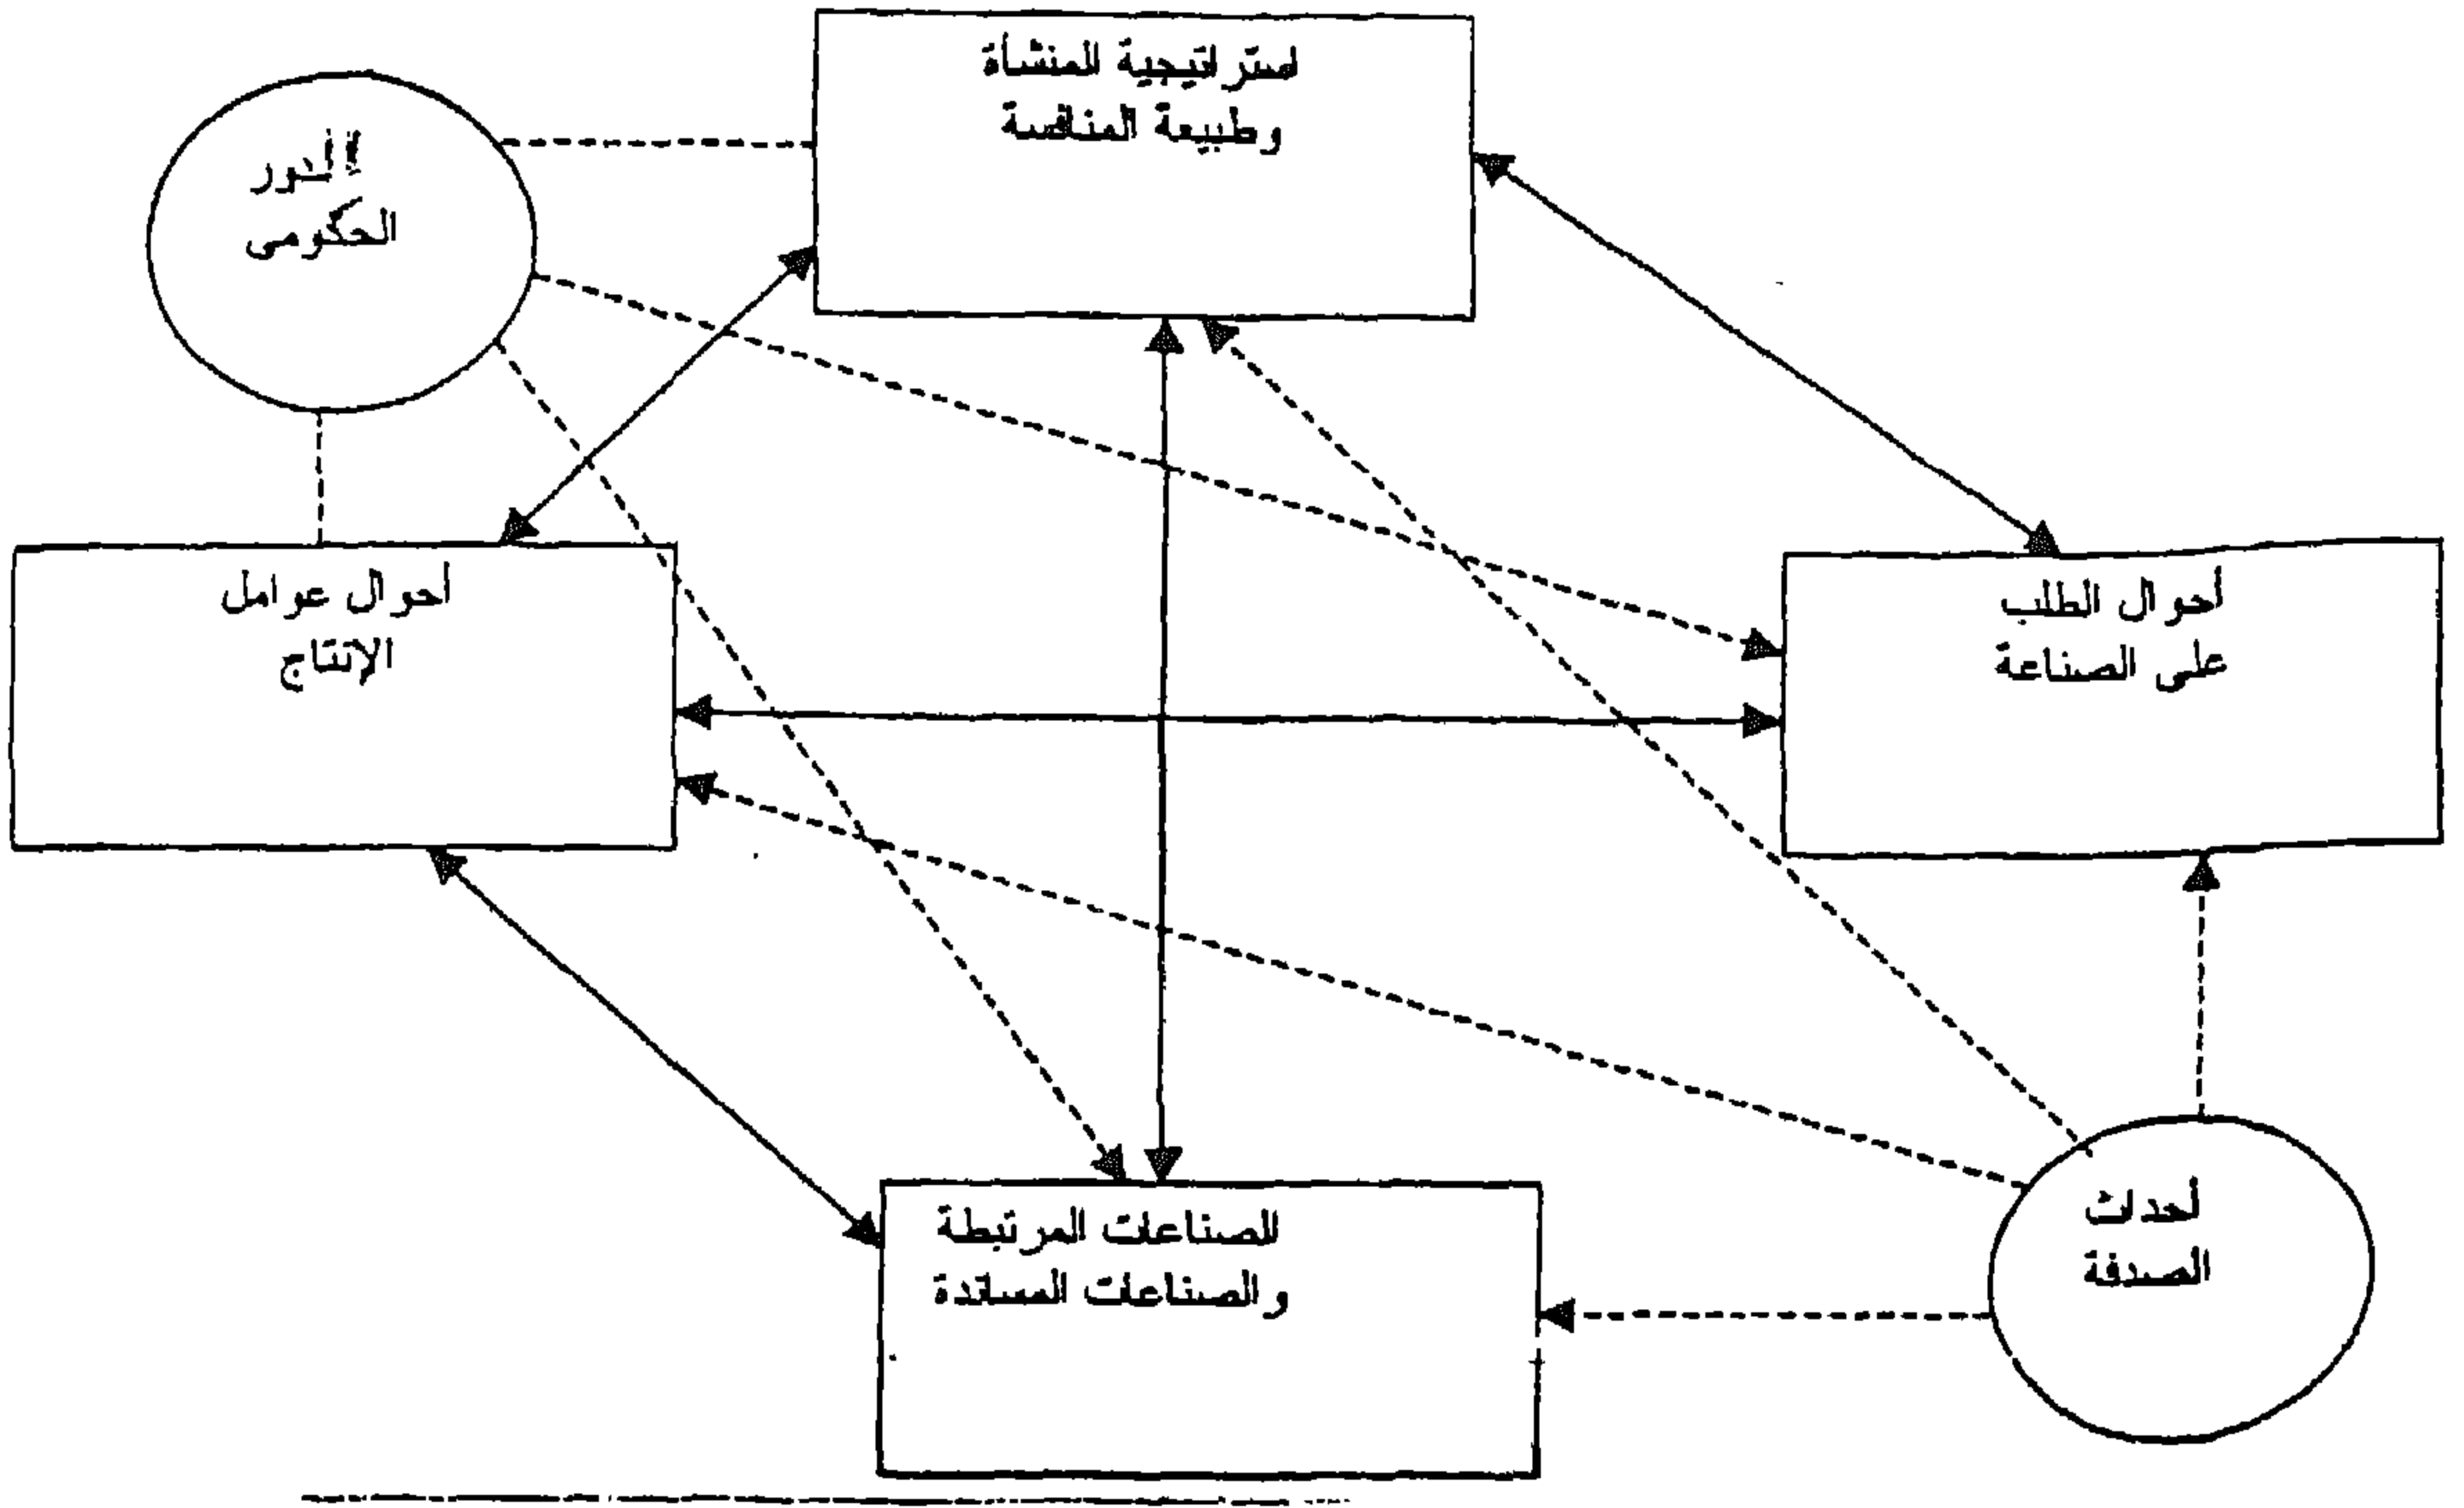 استراتيجية المنشأة
وطبيعة المنافسة
الدور
الحكومى
أحوال عوامل
الإنتاج
أحوال الطلب
على الصناعة
الصناعات المرتبطة
والصناعات المساندة
أحداث
الصدفة